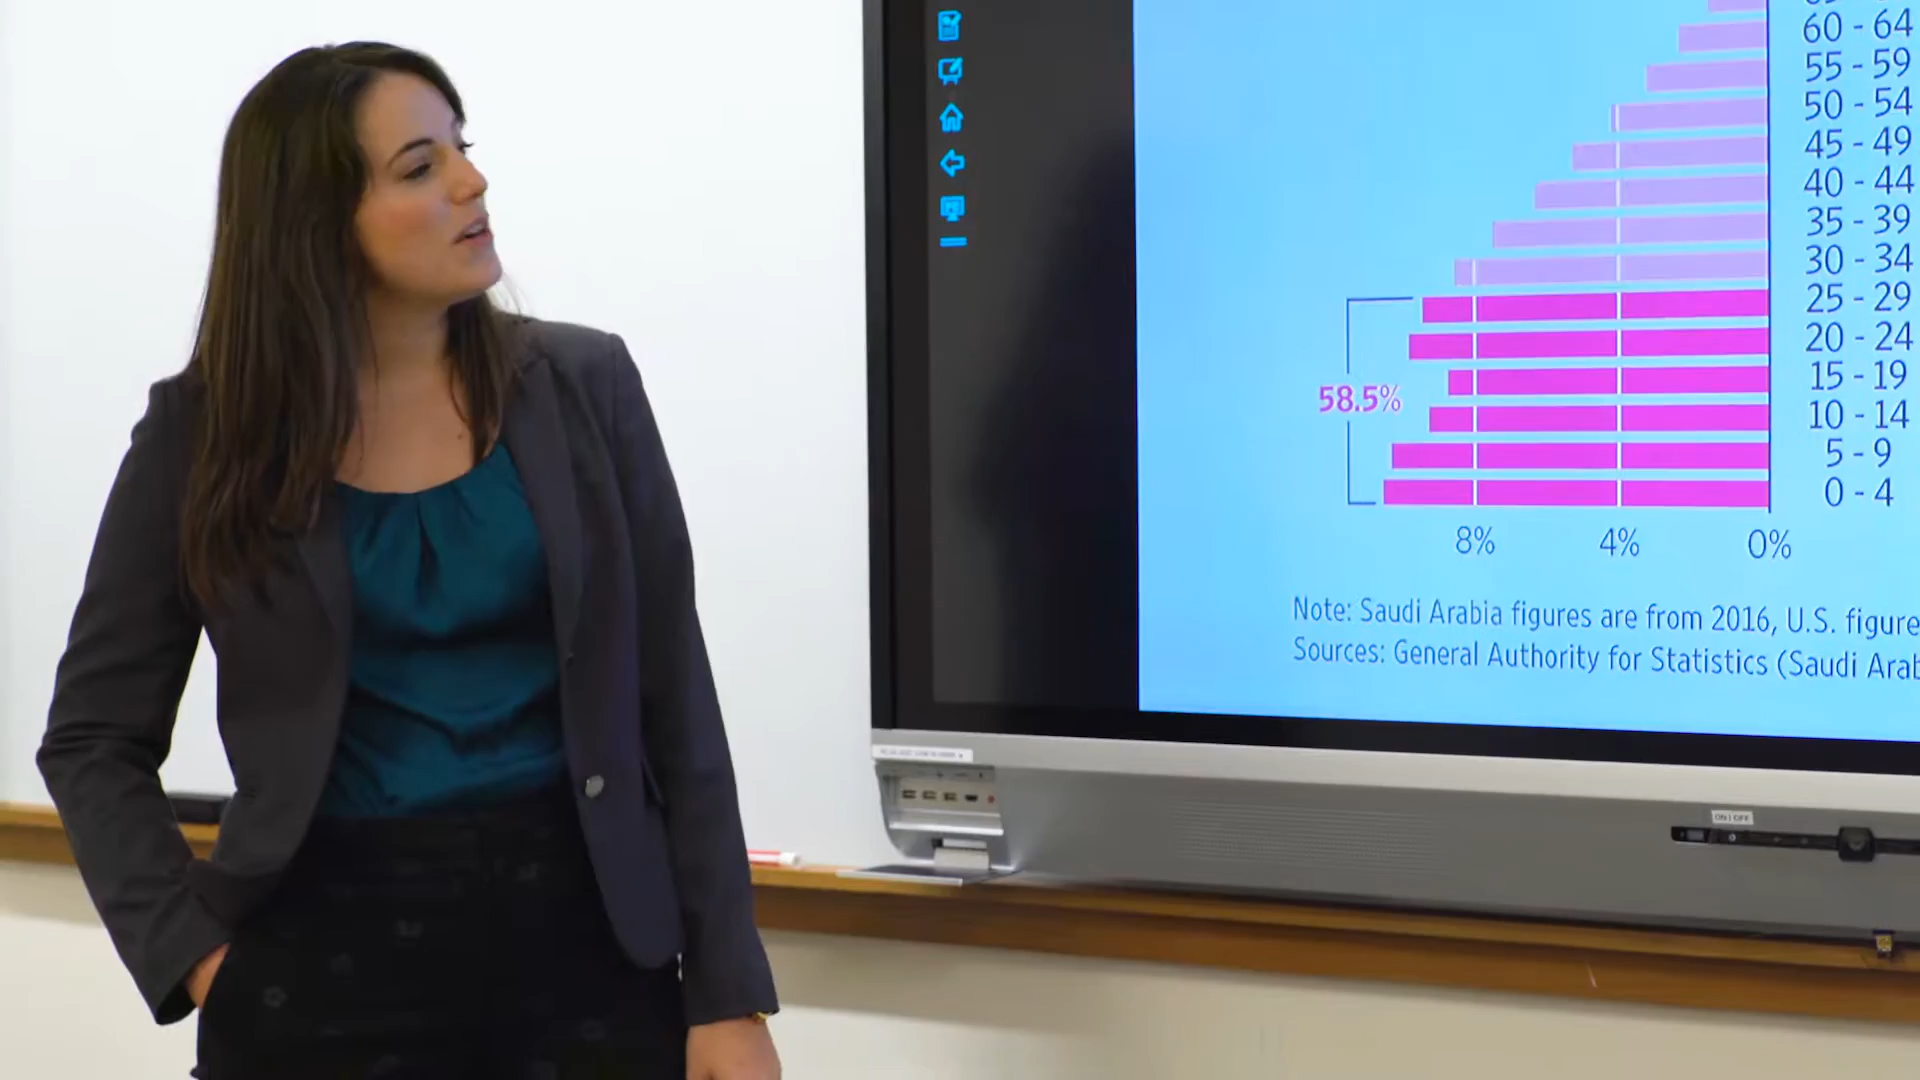 60 - 64
55 - 59
50 - 54
45 - 49
40 - 44
35 - 39
30 - 34
25 - 29
20 - 24
15 - 19
10 - 14
5 - 9
0 - 4
58.5%
8% 4% 0%
Note: Saudi Arabia figures are from 2016, U.S. figure
Sources: General Authority for Statistics (Saudi Arab
ON | OFF